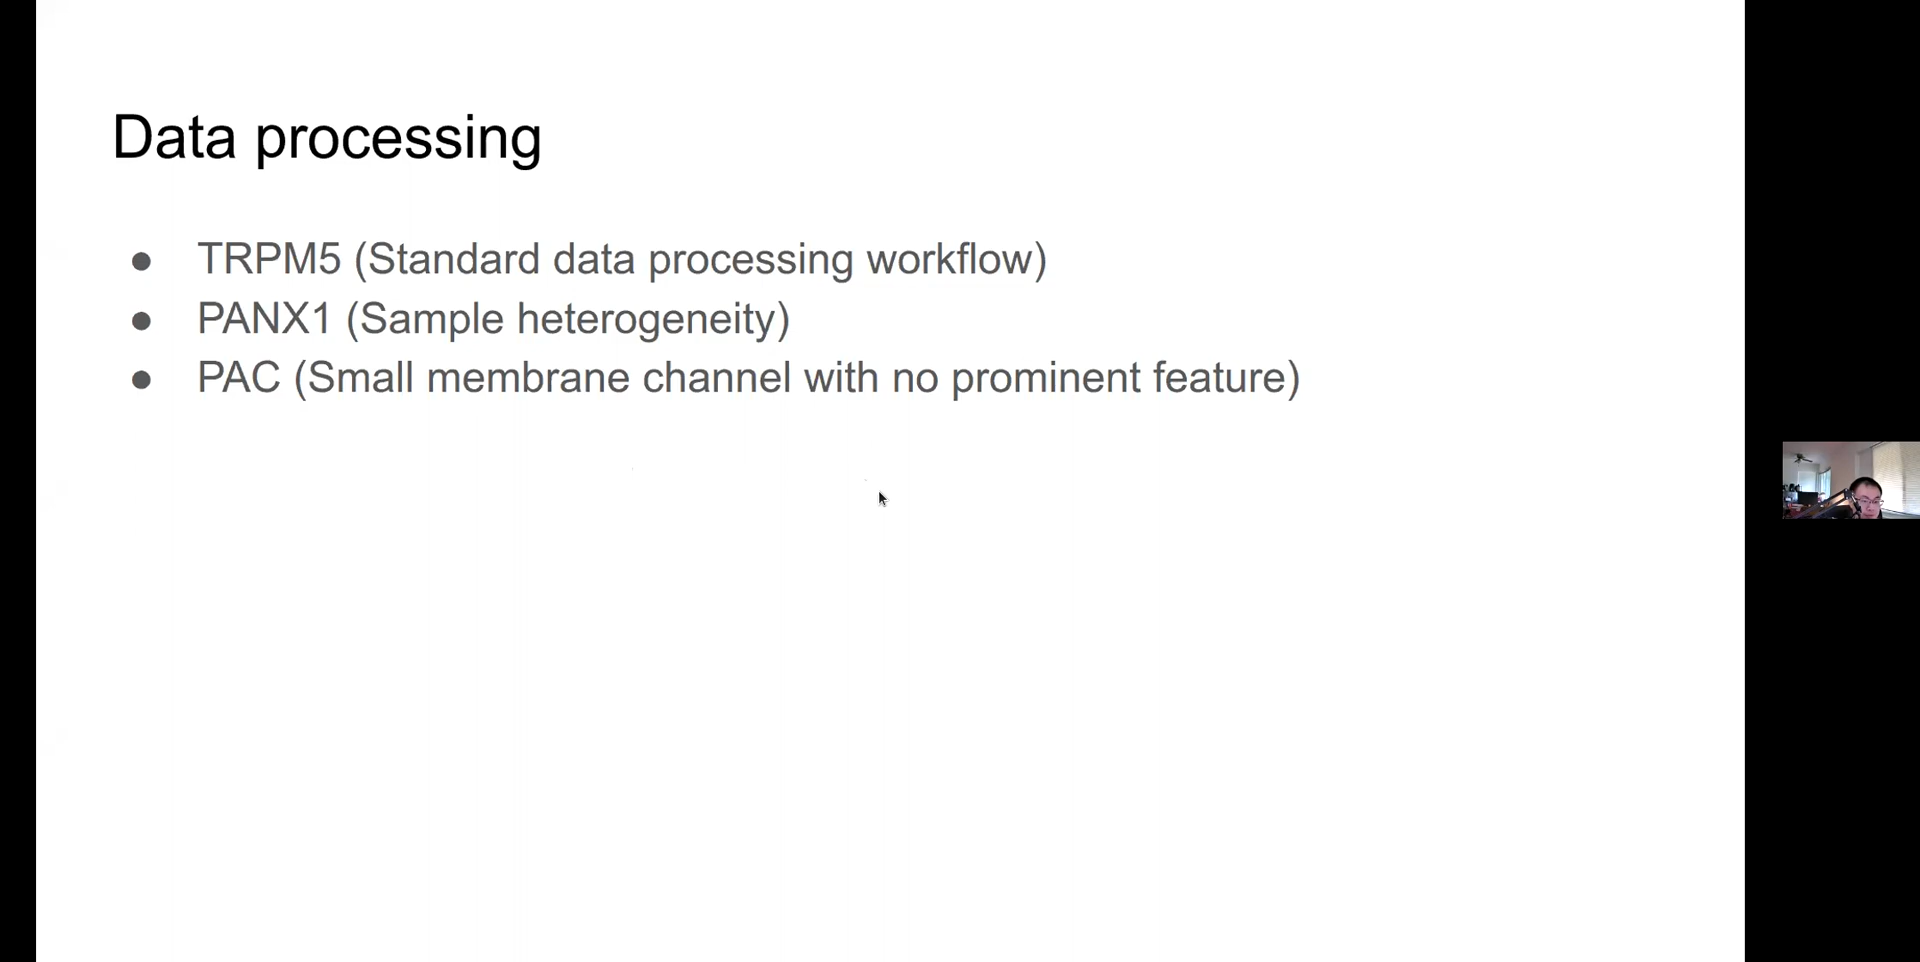 Data processing
● TRPM5 (Standard data processing workflow)
● PANX1 (Sample heterogeneity)
● PAC (Small membrane channel with no prominent feature)